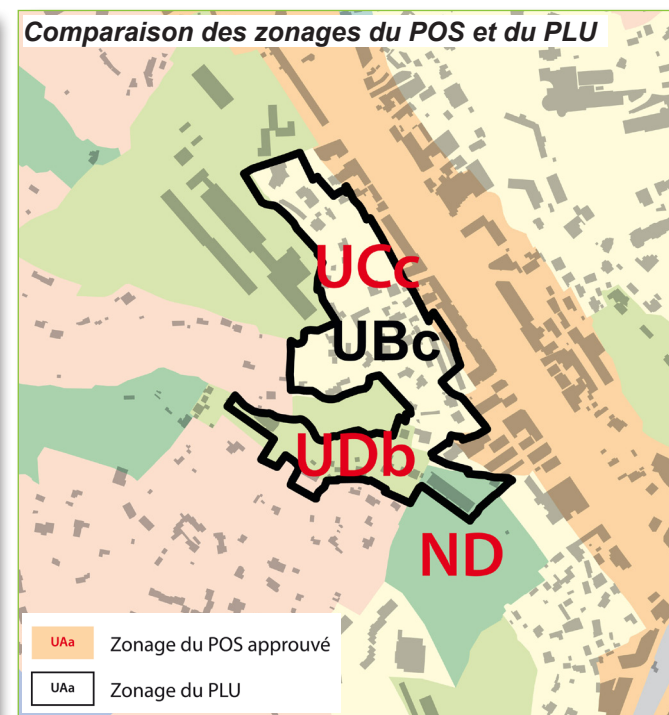 Comparaison des zonages du POS et du PLU
UCc
UBc
UDb
ND
UAa Zonage du POS approuvé
UAa Zonage du PLU